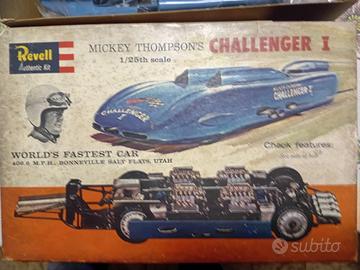 Revell
Authentic Kit
MICKEY THOMPSON'S CHALLENGER I
1/25th scale
CHALLENGER I
CHALLENGER
I
WORLD'S FASTEST CAR
406.6 M.P.H., BONNEVILLE SALT FLATS, UTAH
Check features:
subito